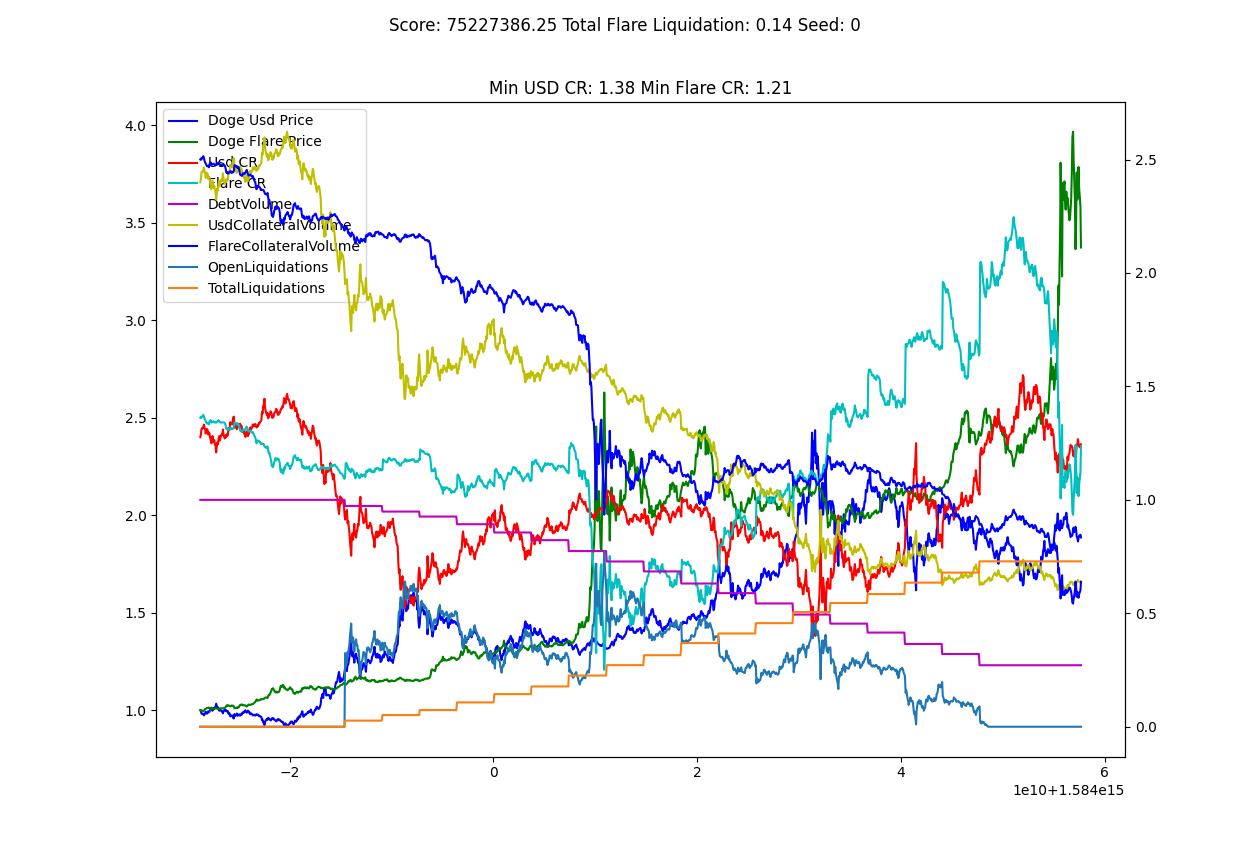 Score: 75227386.25 Total Flare Liquidation: 0.14 Seed: 0
Min USD CR: 1.38 Min Flare CR: 1.21
Doge Usd Price
Doge Flare Price
Usd CR
Flare CR
DebtVolume
UsdCollateralVolume
FlareCollateralVolume
OpenLiquidations
TotalLiquidations
4.0
3.5
3.0
2.5
2.0
1.5
1.0
2.5
2.0
1.5
1.0
0.5
0.0
−2
0
2
4
6
1e10+1.584e15